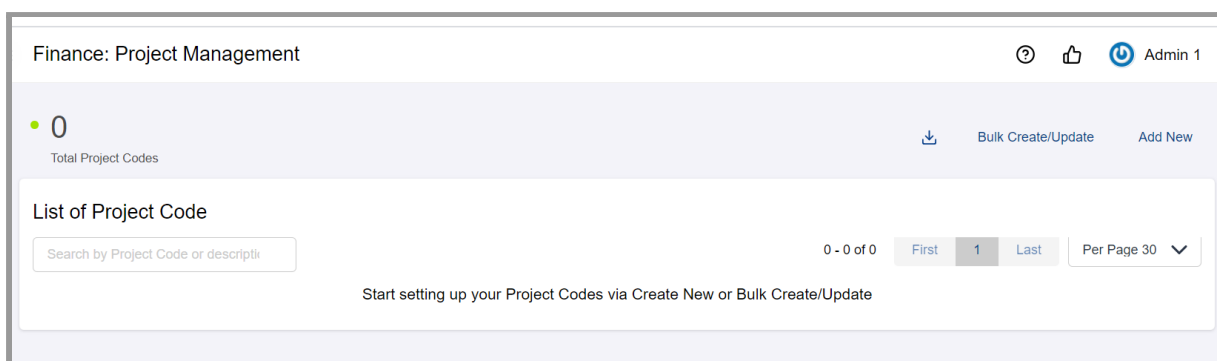 Finance: Project Management
Admin 1
0
Total Project Codes
Bulk Create/Update
Add New
List of Project Code
Search by Project Code or descripti
0 - 0 of 0
First
1
Last
Per Page 30
Start setting up your Project Codes via Create New or Bulk Create/Update